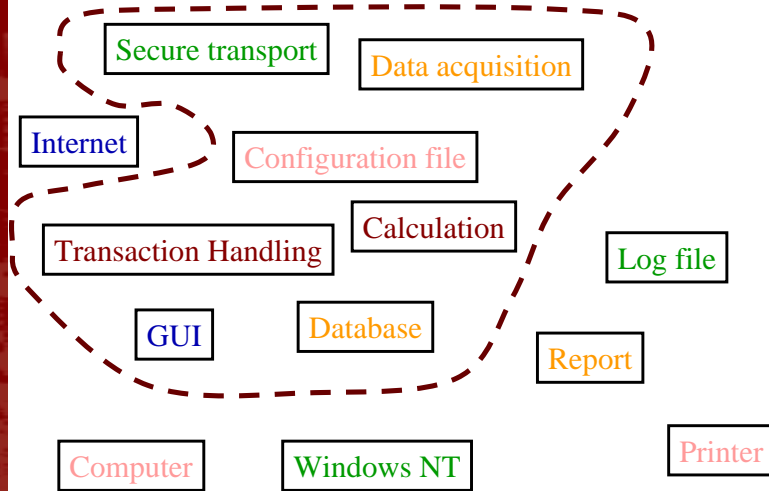 Secure transport
Data acquisition
Internet
Configuration file
Calculation
Transaction Handling
Log file
GUI
Database
Report
Computer
Windows NT
Printer